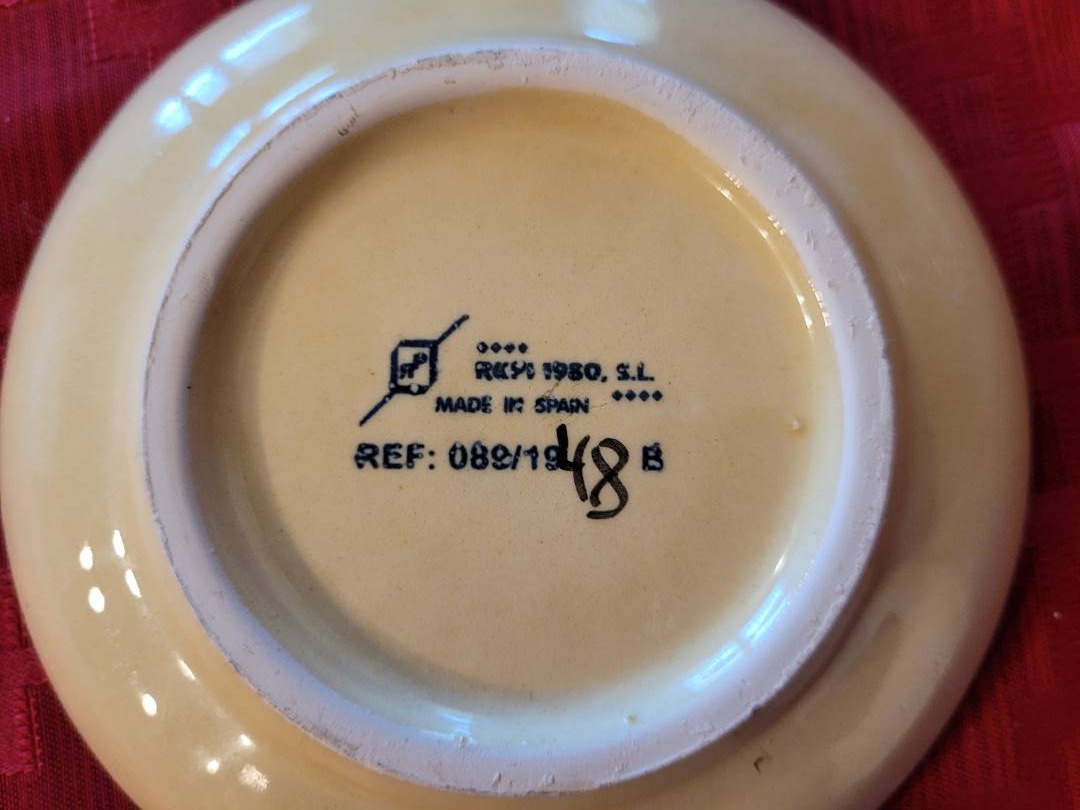 1980, S.L.
MADE IN SPAIN
REF: 089/19 48 B